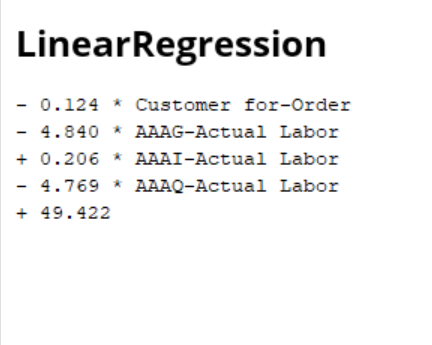 LinearRegression
- 0.124 * Customer for-Order
- 4.840 * AAAG-Actual Labor
+ 0.206 * AAAI-Actual Labor
- 4.769 * AAAQ-Actual Labor
+ 49.422